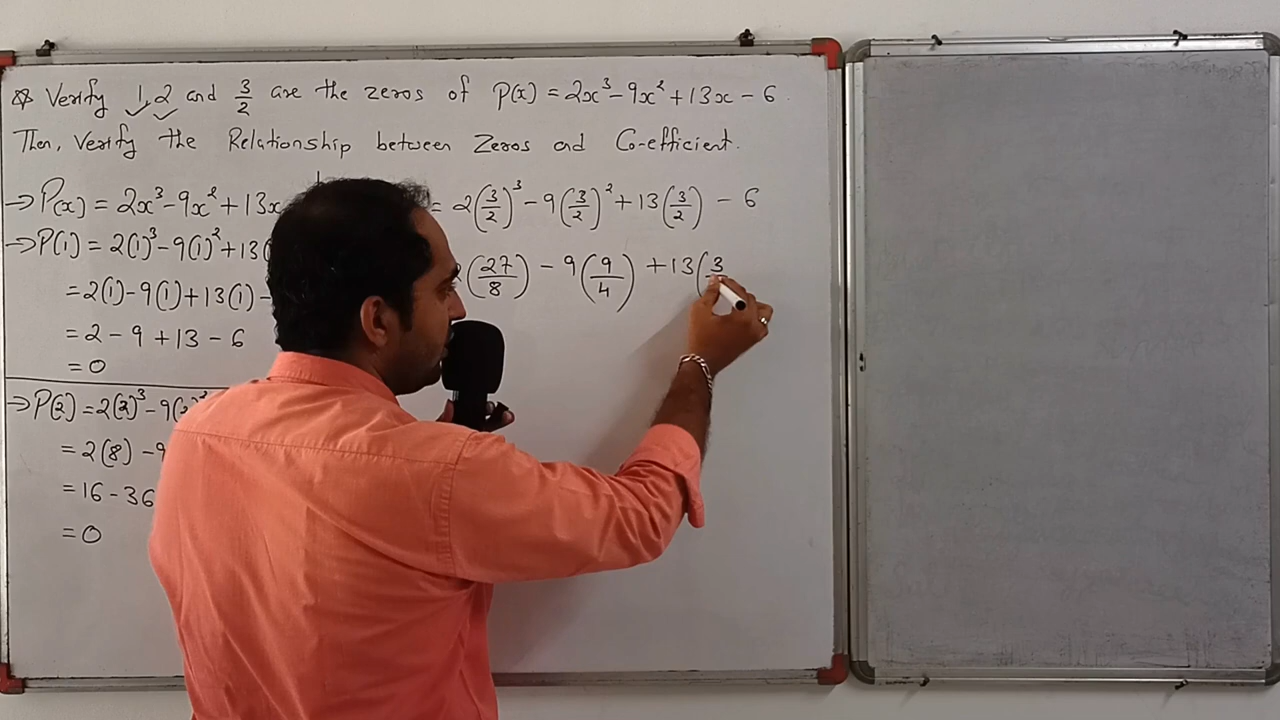 Q Verify 1, 2 and 3/2 are the zeros of P(x) = 2x³ - 9x² + 13x - 6.
Then, Verify the Relationship between Zeros and Co-efficient.
→ P(x) = 2x³ - 9x² + 13x
→ P(1) = 2(1)³ - 9(1)² + 13(
= 2(1) - 9(1) + 13(1) -
= 2 - 9 + 13 - 6
= 0
→ P(2) = 2(2)³ - 9(2)²
= 2(8) - 9
= 16 - 36
= 0
= 2(3/2)³ - 9(3/2)² + 13(3/2) - 6
(27/8) - 9(9/4) + 13(3